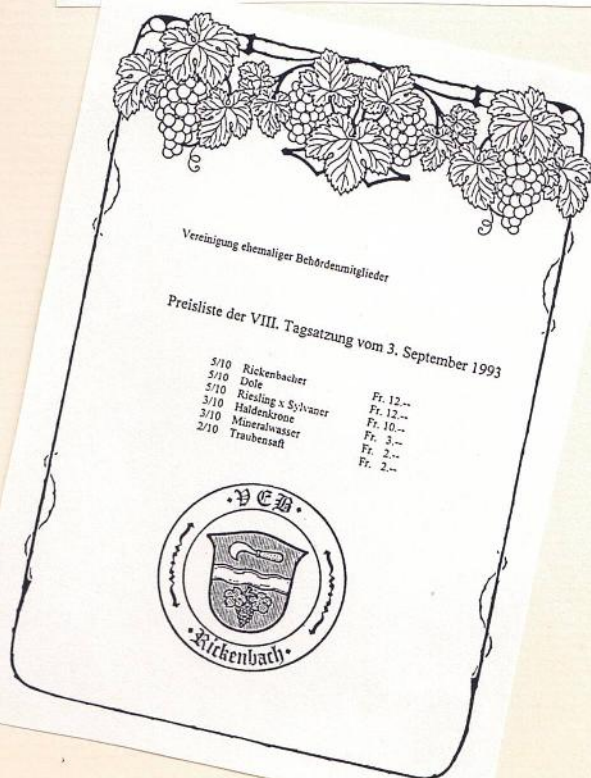 Vereinigung ehemaliger Behördenmitglieder
Preisliste der VIII. Tagsatzung vom 3. September 1993
5/10 Rickenbacher Fr. 12.--
5/10 Dole Fr. 12.--
5/10 Riesling x Sylvaner Fr. 10.--
3/10 Haldenkrone Fr. 3.--
3/10 Mineralwasser Fr. 2.--
2/10 Traubensaft Fr. 2.--
·VEB·
·Rickenbach·